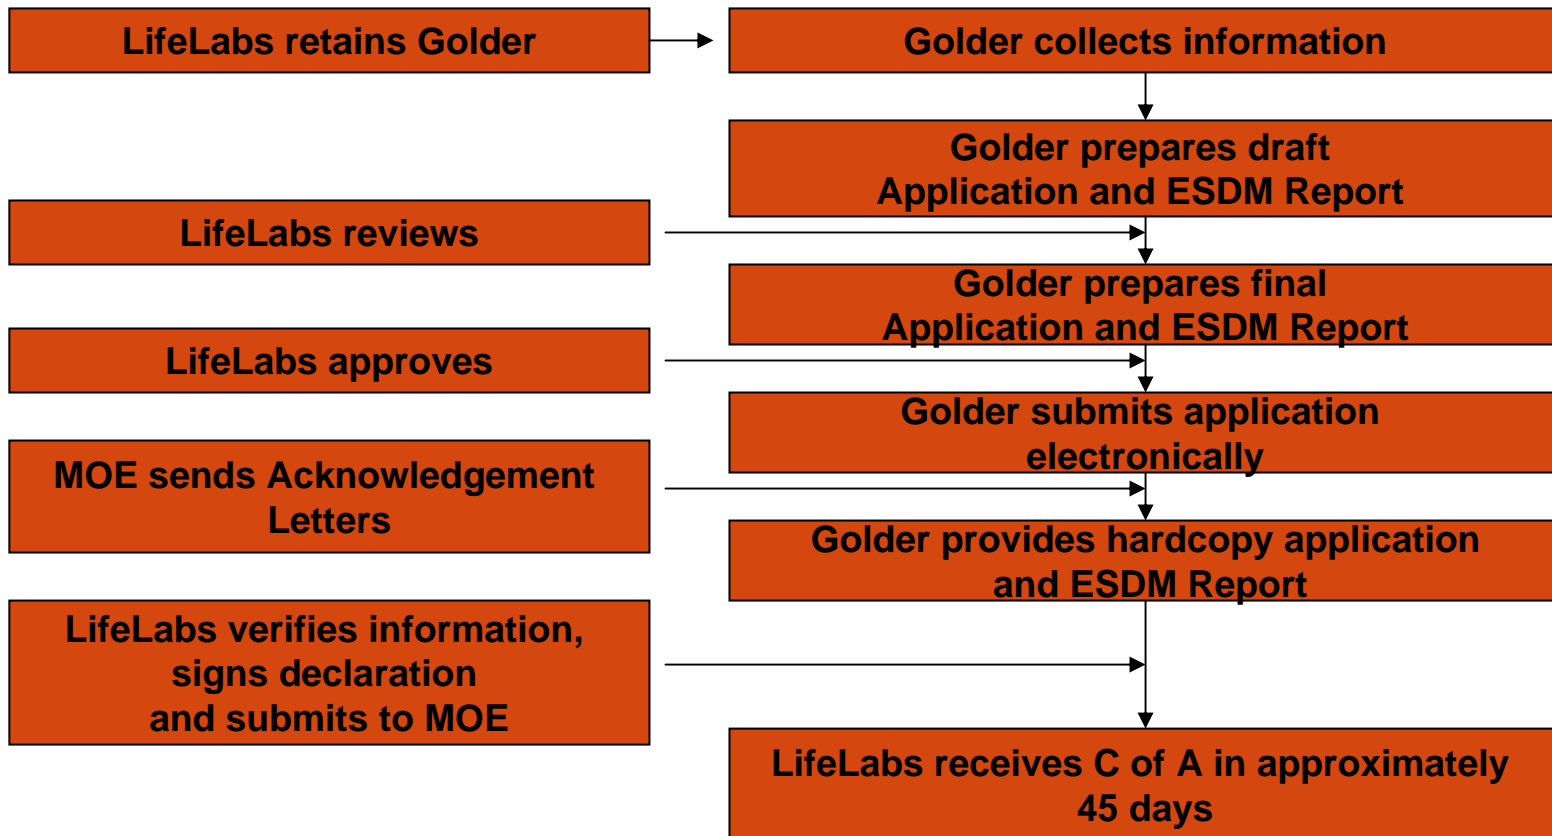 LifeLabs retains Golder
Golder collects information
Golder prepares draft
Application and ESDM Report
LifeLabs reviews
Golder prepares final
Application and ESDM Report
LifeLabs approves
Golder submits application
electronically
MOE sends Acknowledgement
Letters
Golder provides hardcopy application
and ESDM Report
LifeLabs verifies information,
signs declaration
and submits to MOE
LifeLabs receives C of A in approximately
45 days